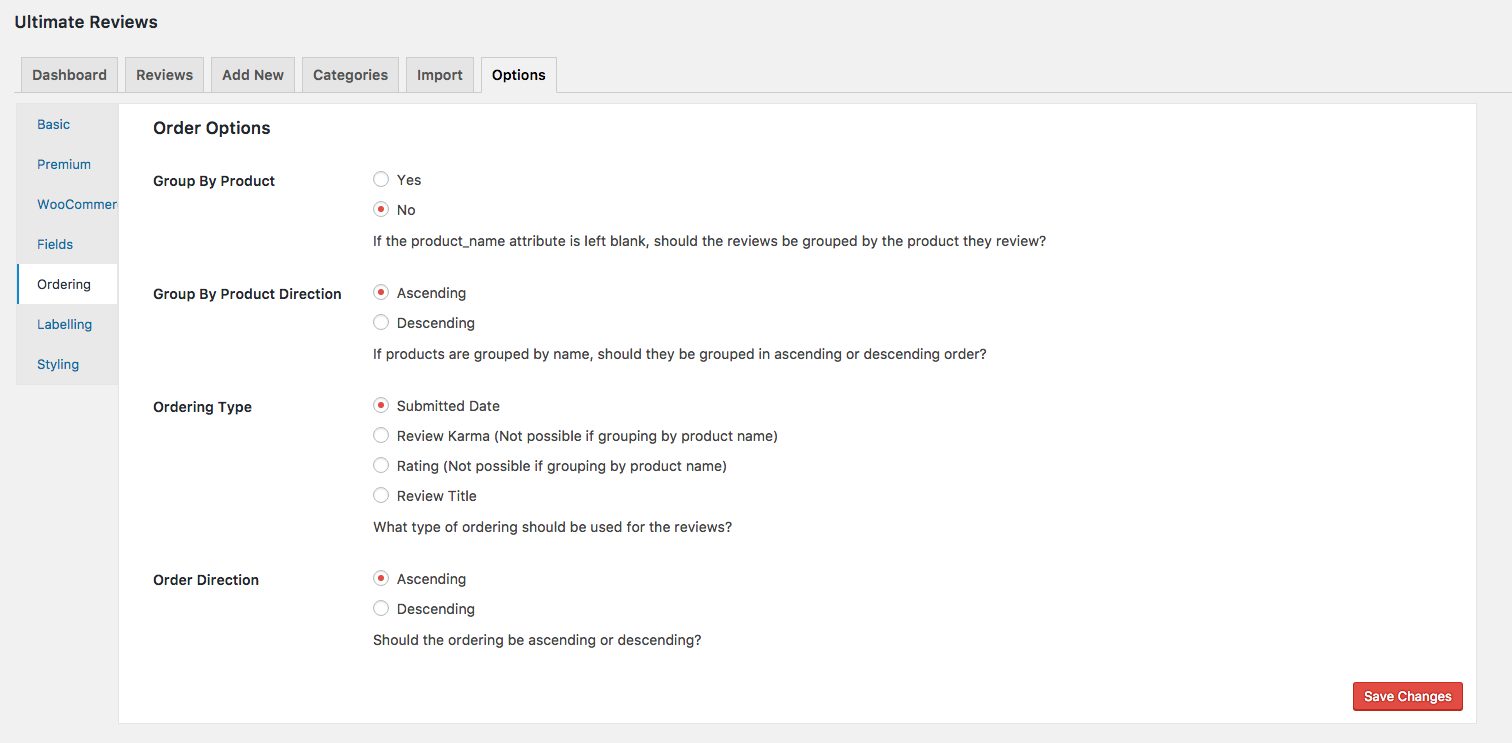 Ultimate Reviews
Dashboard
Reviews
Add New
Categories
Import
Options
Basic
Premium
WooCommer
Fields
Ordering
Labelling
Styling
Order Options
Group By Product
Yes
No
If the product_name attribute is left blank, should the reviews be grouped by the product they review?
Group By Product Direction
Ascending
Descending
If products are grouped by name, should they be grouped in ascending or descending order?
Ordering Type
Submitted Date
Review Karma (Not possible if grouping by product name)
Rating (Not possible if grouping by product name)
Review Title
What type of ordering should be used for the reviews?
Order Direction
Ascending
Descending
Should the ordering be ascending or descending?
Save Changes